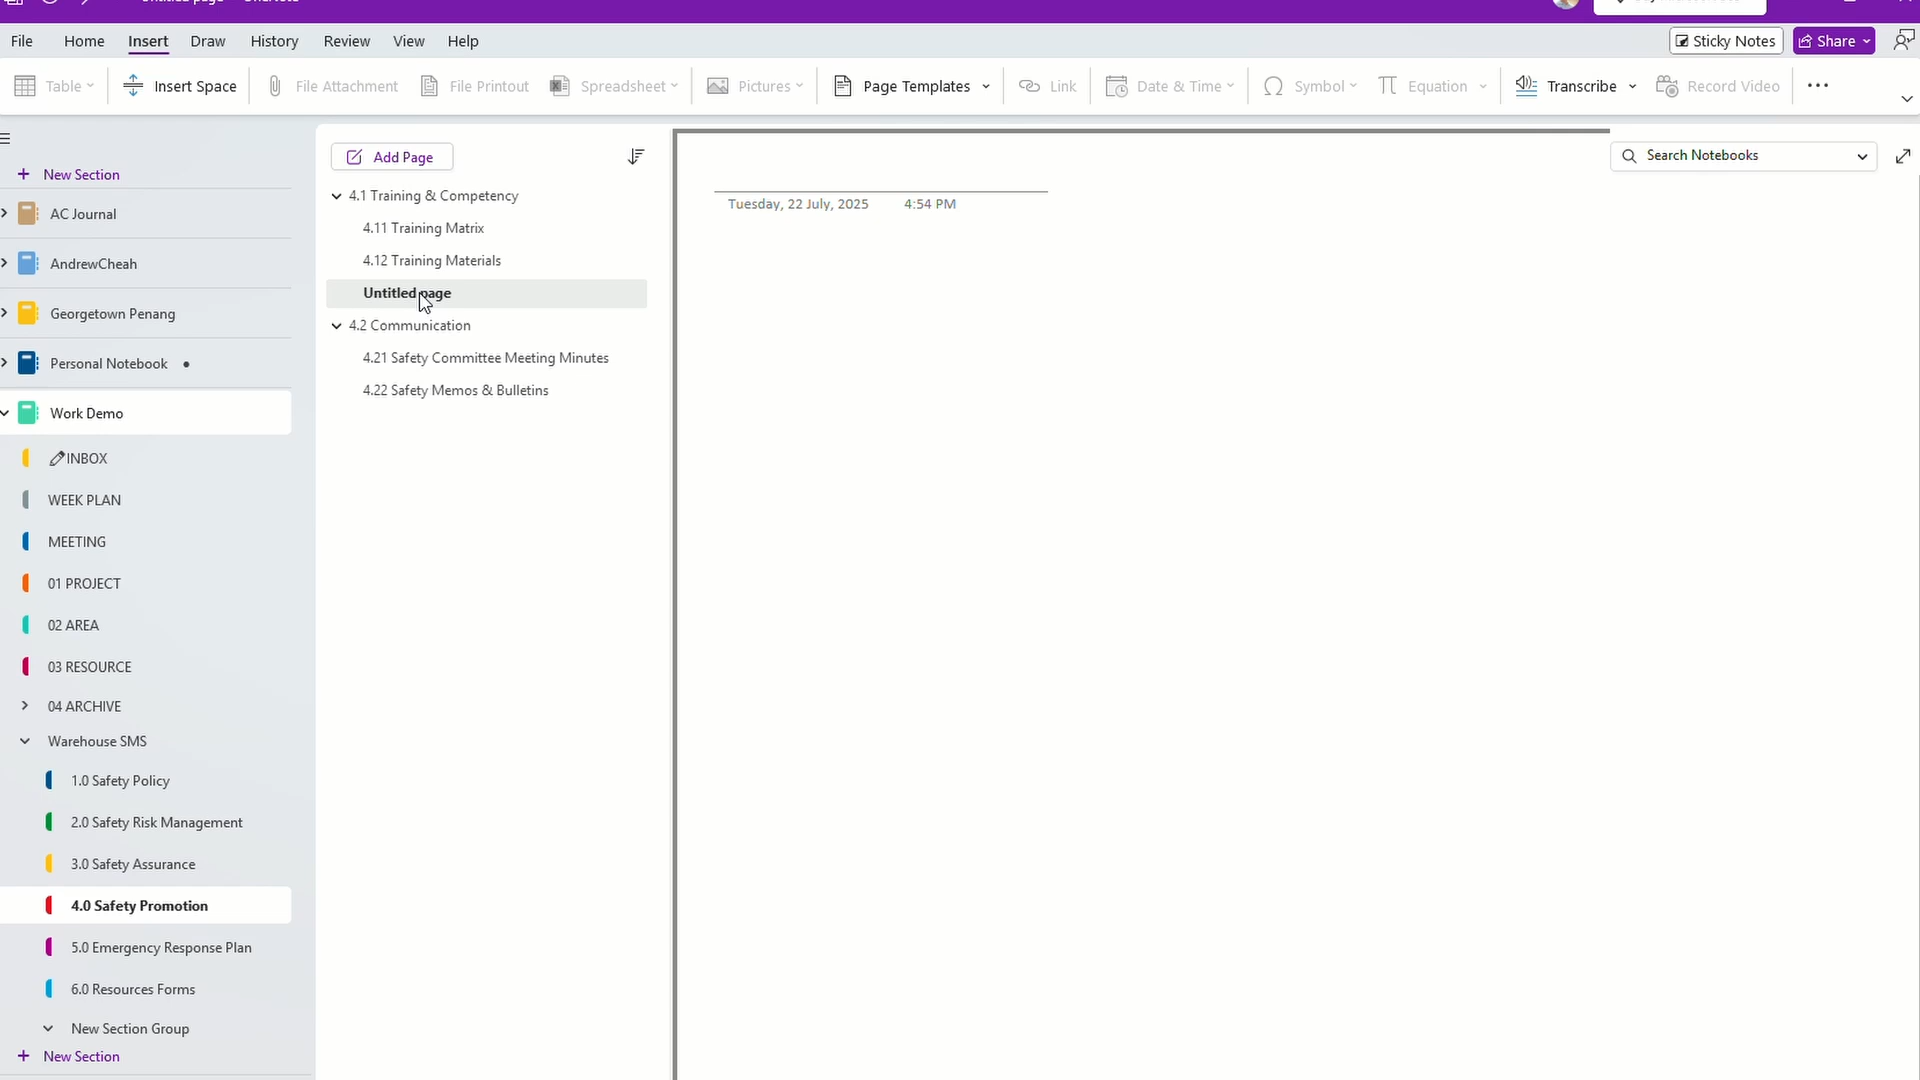 File Home Insert Draw History Review View Help
Sticky Notes Share
Table Insert Space File Attachment File Printout Spreadsheet Pictures Page Templates Link Date & Time Symbol Equation Transcribe Record Video
New Section
AC Journal
AndrewCheah
Georgetown Penang
Personal Notebook
Work Demo
INBOX
WEEK PLAN
MEETING
01 PROJECT
02 AREA
03 RESOURCE
04 ARCHIVE
Warehouse SMS
1.0 Safety Policy
2.0 Safety Risk Management
3.0 Safety Assurance
4.0 Safety Promotion
5.0 Emergency Response Plan
6.0 Resources Forms
New Section Group
New Section
Add Page
4.1 Training & Competency
4.11 Training Matrix
4.12 Training Materials
Untitled page
4.2 Communication
4.21 Safety Committee Meeting Minutes
4.22 Safety Memos & Bulletins
Search Notebooks
Tuesday, 22 July, 2025 4:54 PM